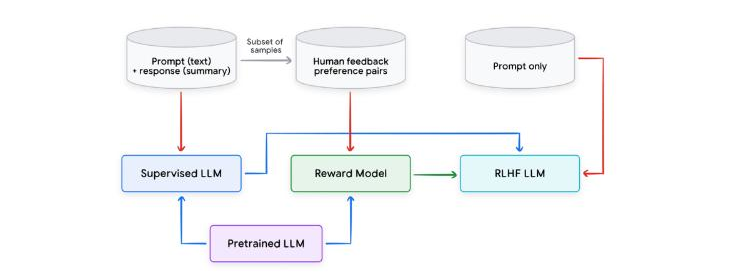 Prompt (text)
+ response (summary)
Subset of
samples
Human feedback
preference pairs
Prompt only
Supervised LLM
Reward Model
RLHF LLM
Pretrained LLM